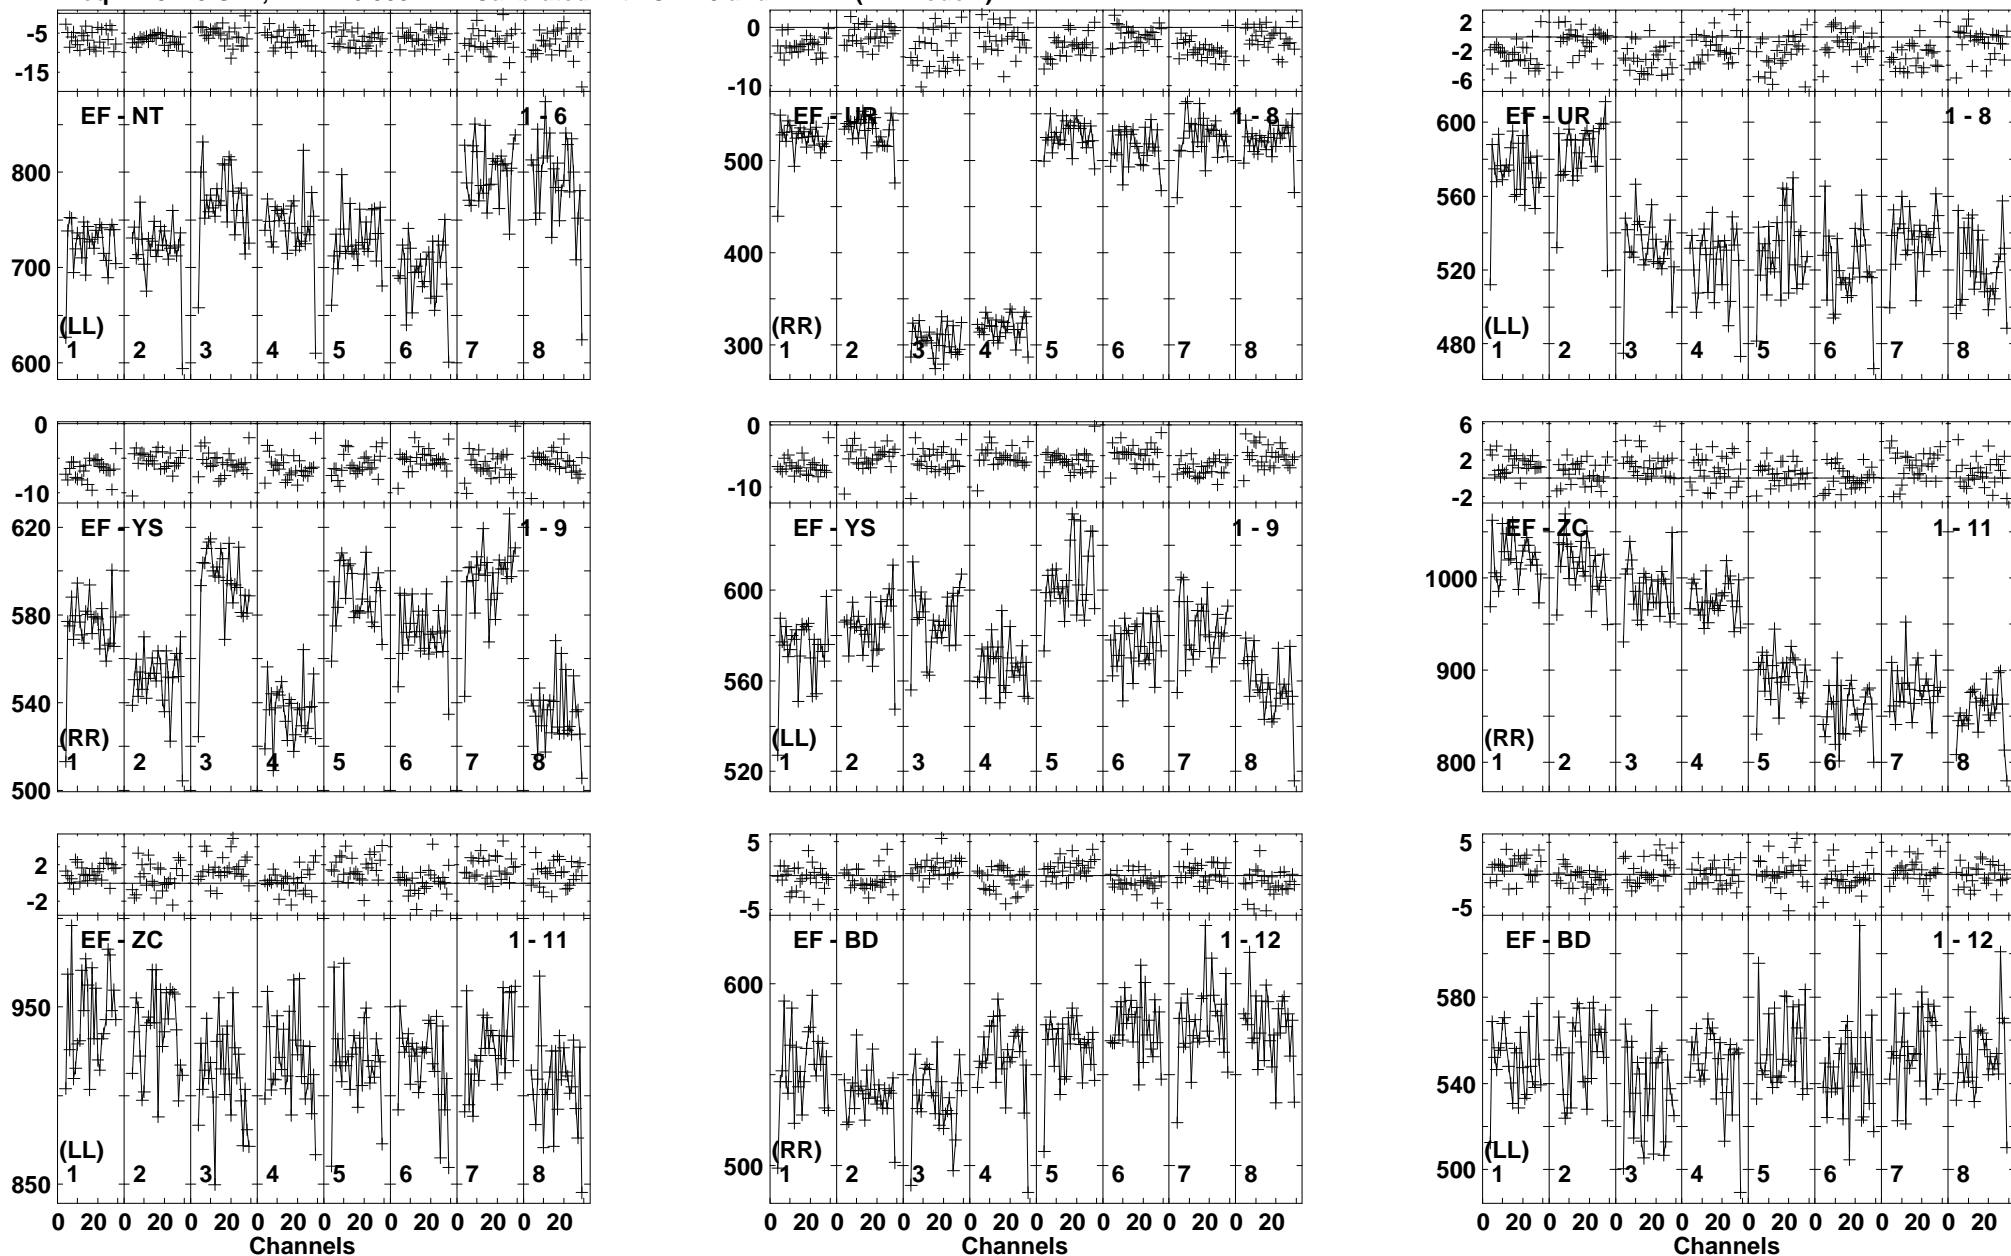 -5
-15
EF - NT 1 - 6
800
700
600
(LL)
1 2 3 4 5 6 7 8
0
-10
EF - UR 1 - 8
500
400
300
(RR)
1 2 3 4 5 6 7 8
2
-2
-6
EF - UR 1 - 8
600
560
520
480
(LL)
1 2 3 4 5 6 7 8
0
-10
EF - YS 1 - 9
620
580
540
500
(RR)
1 2 3 4 5 6 7 8
0
-10
EF - YS 1 - 9
600
560
520
(LL)
1 2 3 4 5 6 7 8
6
2
-2
EF - ZC 1 - 11
1000
900
800
(RR)
1 2 3 4 5 6 7 8
2
-2
EF - ZC 1 - 11
950
850
(LL)
1 2 3 4 5 6 7 8
0 20 0 20 0 20 0 20 0 20 0 20 0 20 0 20
Channels
5
-5
EF - BD 1 - 12
600
500
(RR)
1 2 3 4 5 6 7 8
0 20 0 20 0 20 0 20 0 20 0 20 0 20 0 20
Channels
5
-5
EF - BD 1 - 12
580
540
500
(LL)
1 2 3 4 5 6 7 8
0 20 0 20 0 20 0 20 0 20 0 20 0 20 0 20
Channels